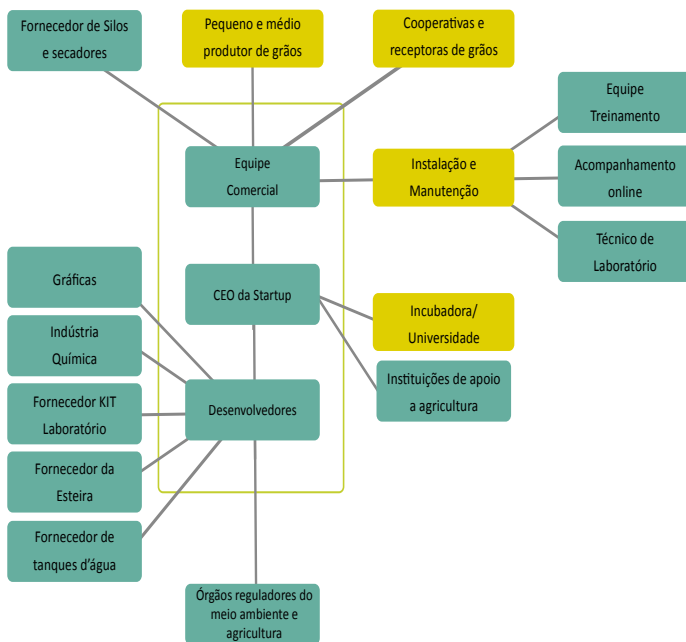 Fornecedor de Silos
e secadores
Pequeno e médio
produtor de grãos
Cooperativas e
receptoras de grãos
Equipe
Treinamento
Equipe
Comercial
Instalação e
Manutenção
Acompanhamento
online
Técnico de
Laboratório
Gráficas
CEO da Startup
Incubadora/
Universidade
Indústria
Química
Instituições de apoio
a agricultura
Fornecedor KIT
Laboratório
Desenvolvedores
Fornecedor da
Esteira
Fornecedor de
tanques d’água
Órgãos reguladores do
meio ambiente e
agricultura